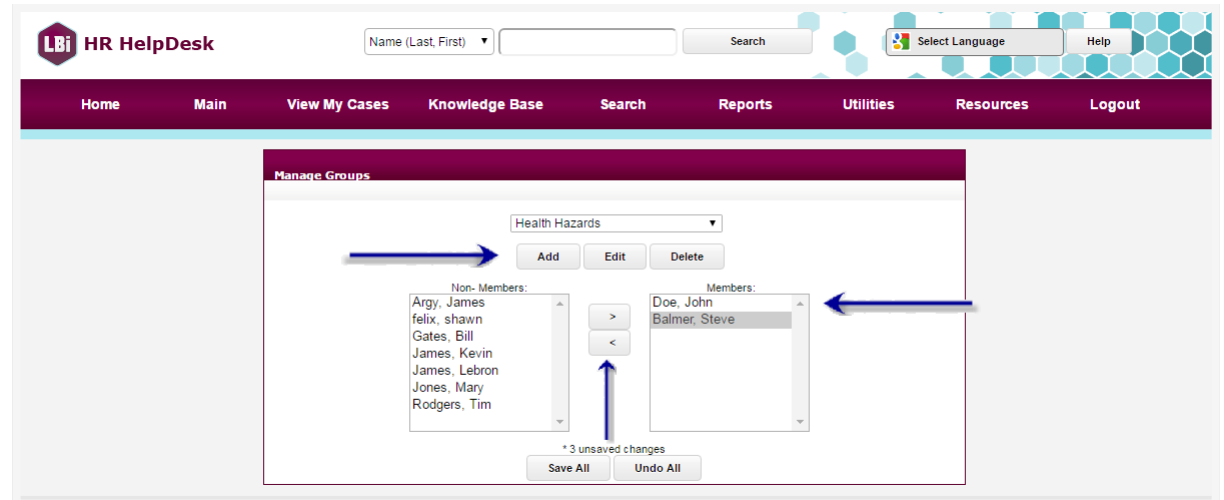 LBi HR HelpDesk Name (Last, First) ▼ Search Select Language Help
Home Main View My Cases Knowledge Base Search Reports Utilities Resources Logout
Manage Groups
Health Hazards ▼
Add Edit Delete
Non- Members:
Argy, James
felix, shawn
Gates, Bill
James, Kevin
James, Lebron
Jones, Mary
Rodgers, Tim
>
<
Members:
Doe, John
Balmer, Steve
* 3 unsaved changes
Save All Undo All